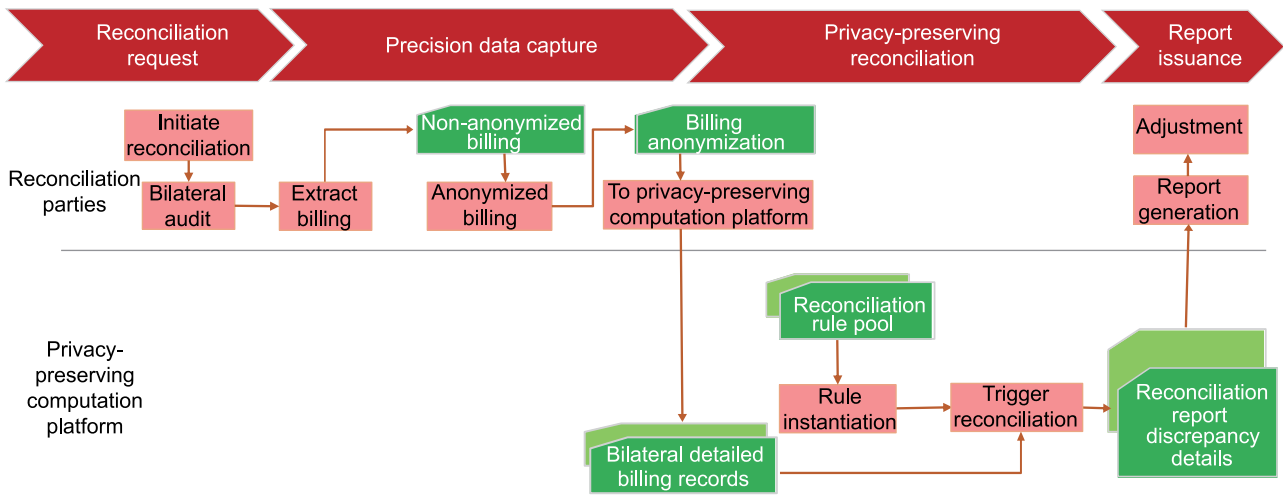 Reconciliation
request
Precision data capture
Privacy-preserving
reconciliation
Report
issuance
Reconciliation
parties
Initiate
reconciliation
Bilateral
audit
Extract
billing
Non-anonymized
billing
Anonymized
billing
Billing
anonymization
To privacy-preserving
computation platform
Adjustment
Report
generation
Privacy-
preserving
computation
platform
Bilateral detailed
billing records
Reconciliation
rule pool
Rule
instantiation
Trigger
reconciliation
Reconciliation
report
discrepancy
details